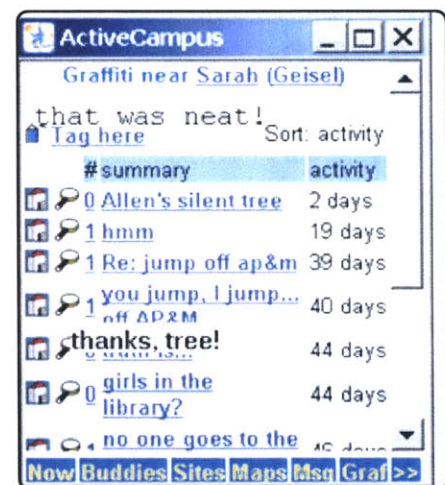 ActiveCampus
Graffiti near Sarah (Geisel)
that was neat!
Tag here Sort: activity
# summary activity
0 Allen's silent tree 2 days
1 hmm 19 days
1 Re: jump off ap&m 39 days
1 you jump, I jump... 40 days
off AP&M
thanks, tree!
44 days
0 girls in the 44 days
library?
1 no one goes to the 45 days
Now Buddies Sites Maps Msg Graf >>